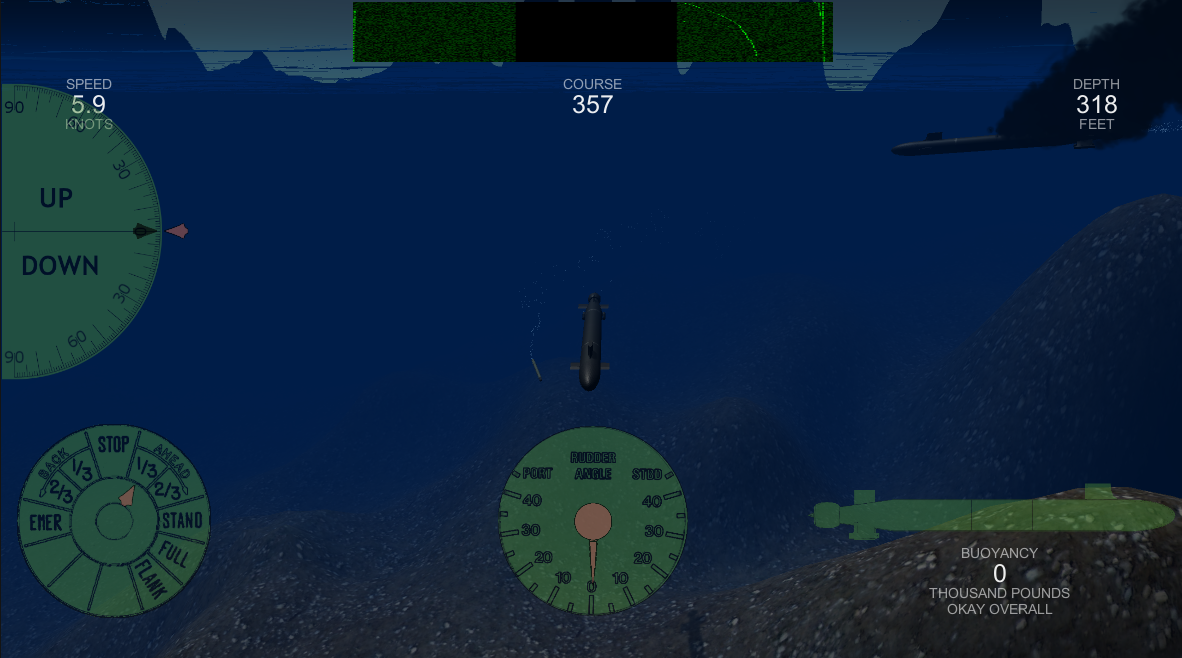 SPEED
5.9
KNOTS
COURSE
357
DEPTH
318
FEET
90
30
UP
0
DOWN
30
60
90
BACK
STOP
AHEAD
2/3
1/3
1/3
2/3
EMER
STAND
FULL
FLANK
RUDDER
PORT ANGLE STBD
40 40
30 30
20 20
10 0 10
BUOYANCY
0
THOUSAND POUNDS
OKAY OVERALL